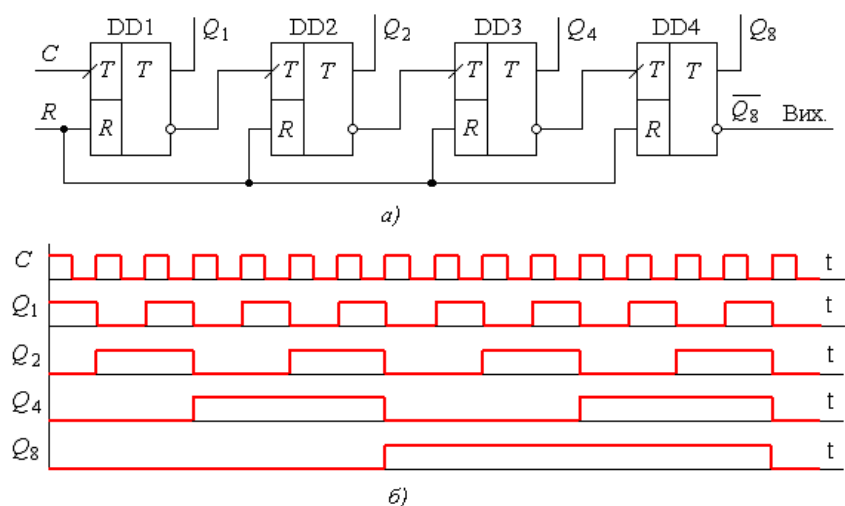 DD1 Q1 DD2 Q2 DD3 Q4 DD4 Q8
C T T T T T T T T
R R R R R Q̅8̅ Вих.
а)
C t
Q1 t
Q2 t
Q4 t
Q8 t
б)